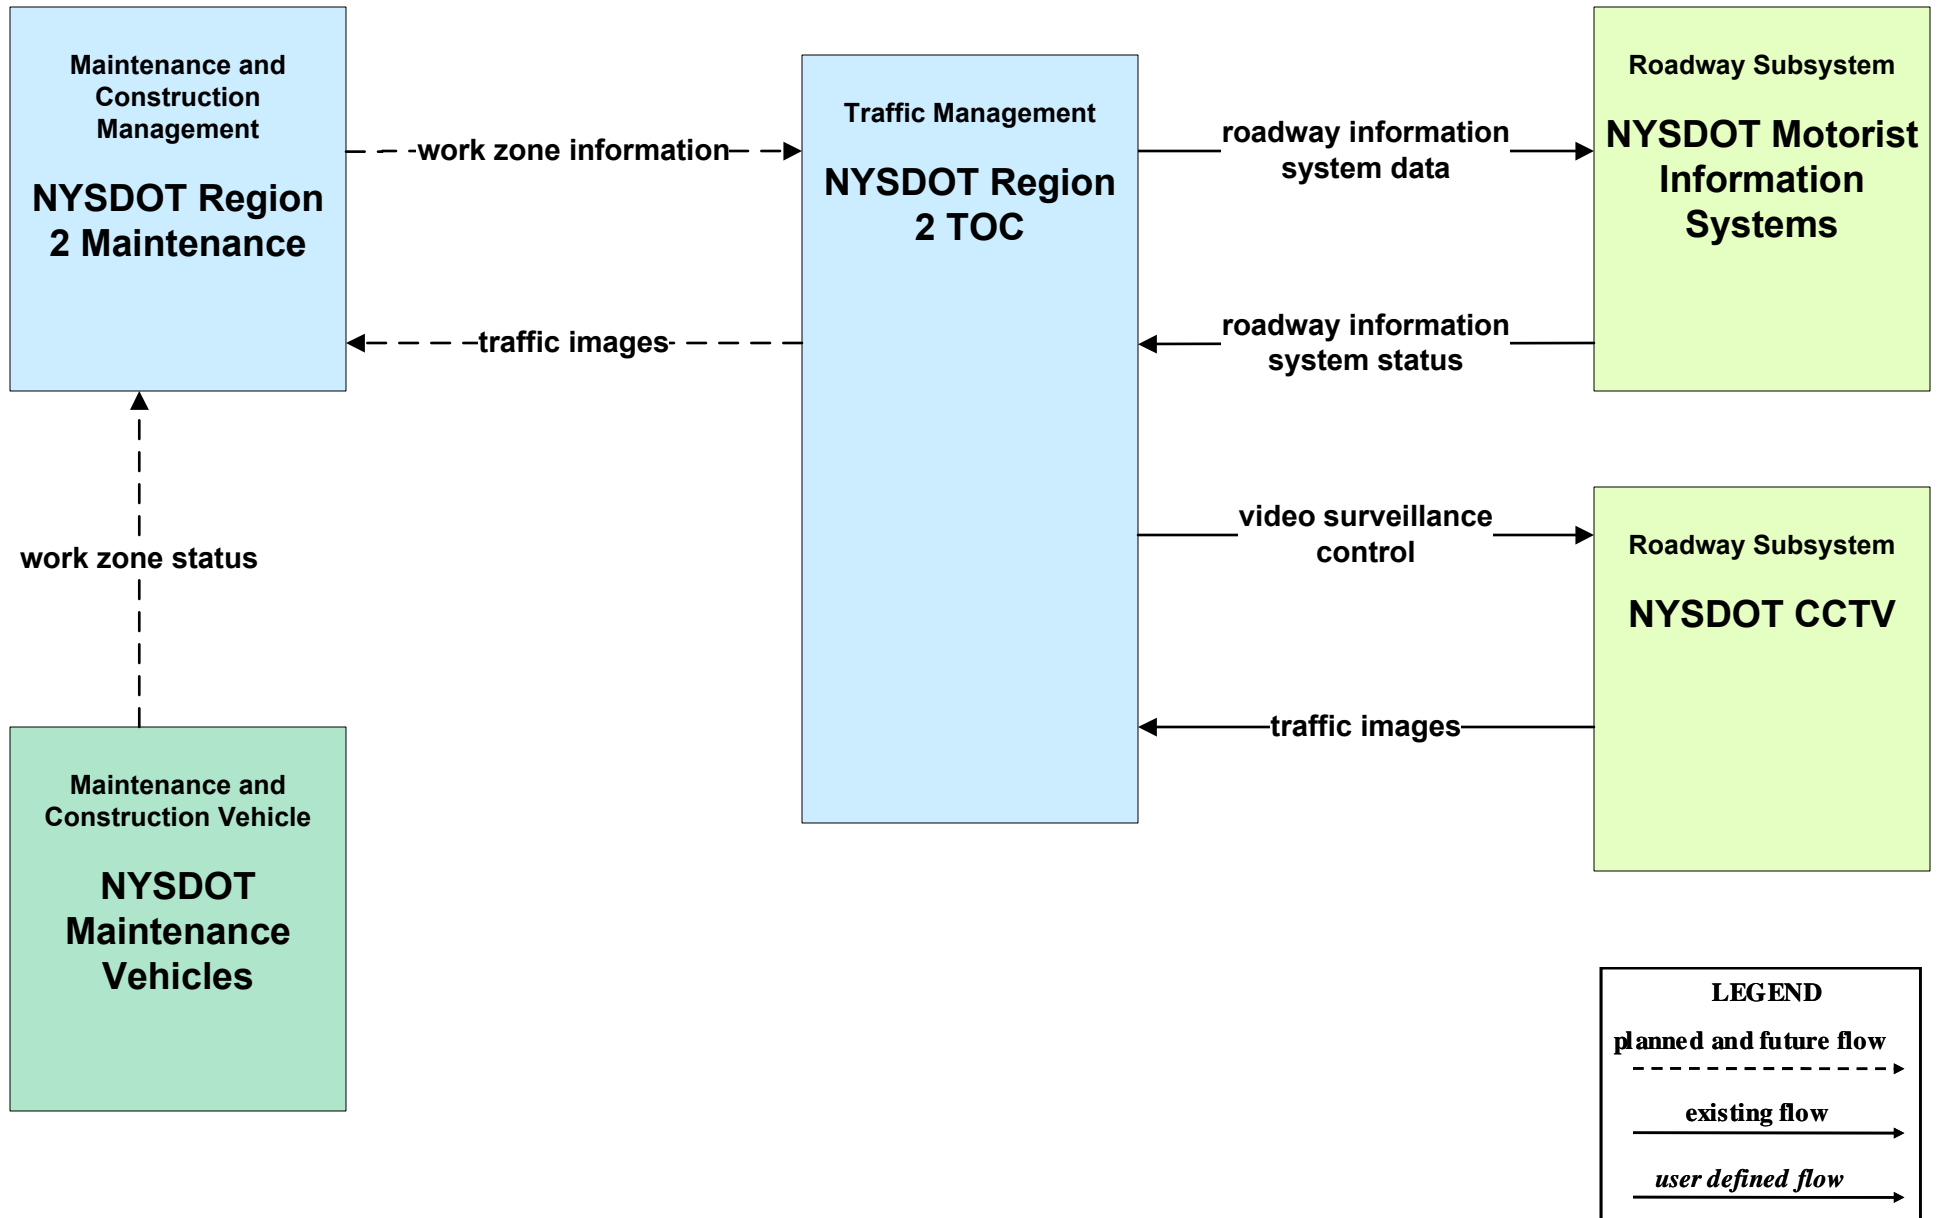 Maintenance and
Construction
Management
NYSDOT Region
2 Maintenance
work zone information
traffic images
Traffic Management
NYSDOT Region
2 TOC
roadway information
system data
roadway information
system status
Roadway Subsystem
NYSDOT Motorist
Information
Systems
video surveillance
control
traffic images
Roadway Subsystem
NYSDOT CCTV
work zone status
Maintenance and
Construction Vehicle
NYSDOT
Maintenance
Vehicles
LEGEND
planned and future flow
existing flow
user defined flow